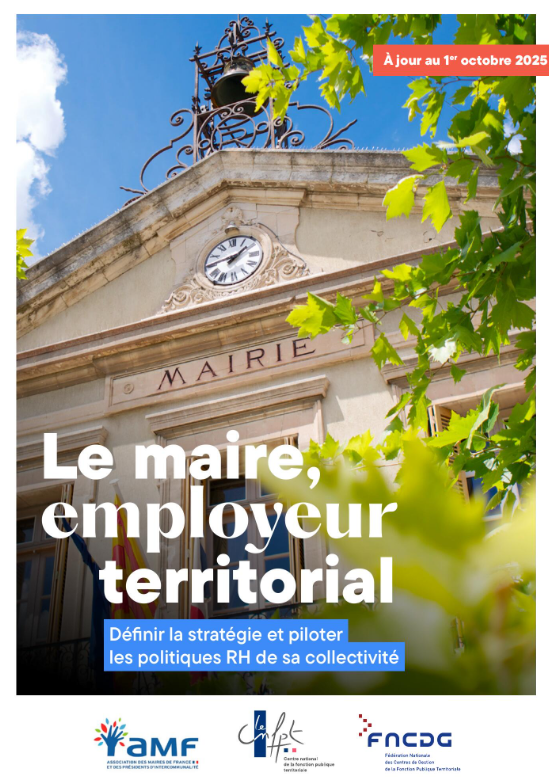 À jour au 1er octobre 2025
MAIRIE
Le maire,
employeur
territorial
Définir la stratégie et piloter
les politiques RH de sa collectivité
AMF
ASSOCIATION DES MAIRES DE FRANCE
ET DES PRÉSIDENTS D'INTERCOMMUNALITÉ
le cnfpt
Centre national
de la fonction publique
territoriale
FNCDG
Fédération Nationale
des Centres de Gestion
de la Fonction Publique Territoriale